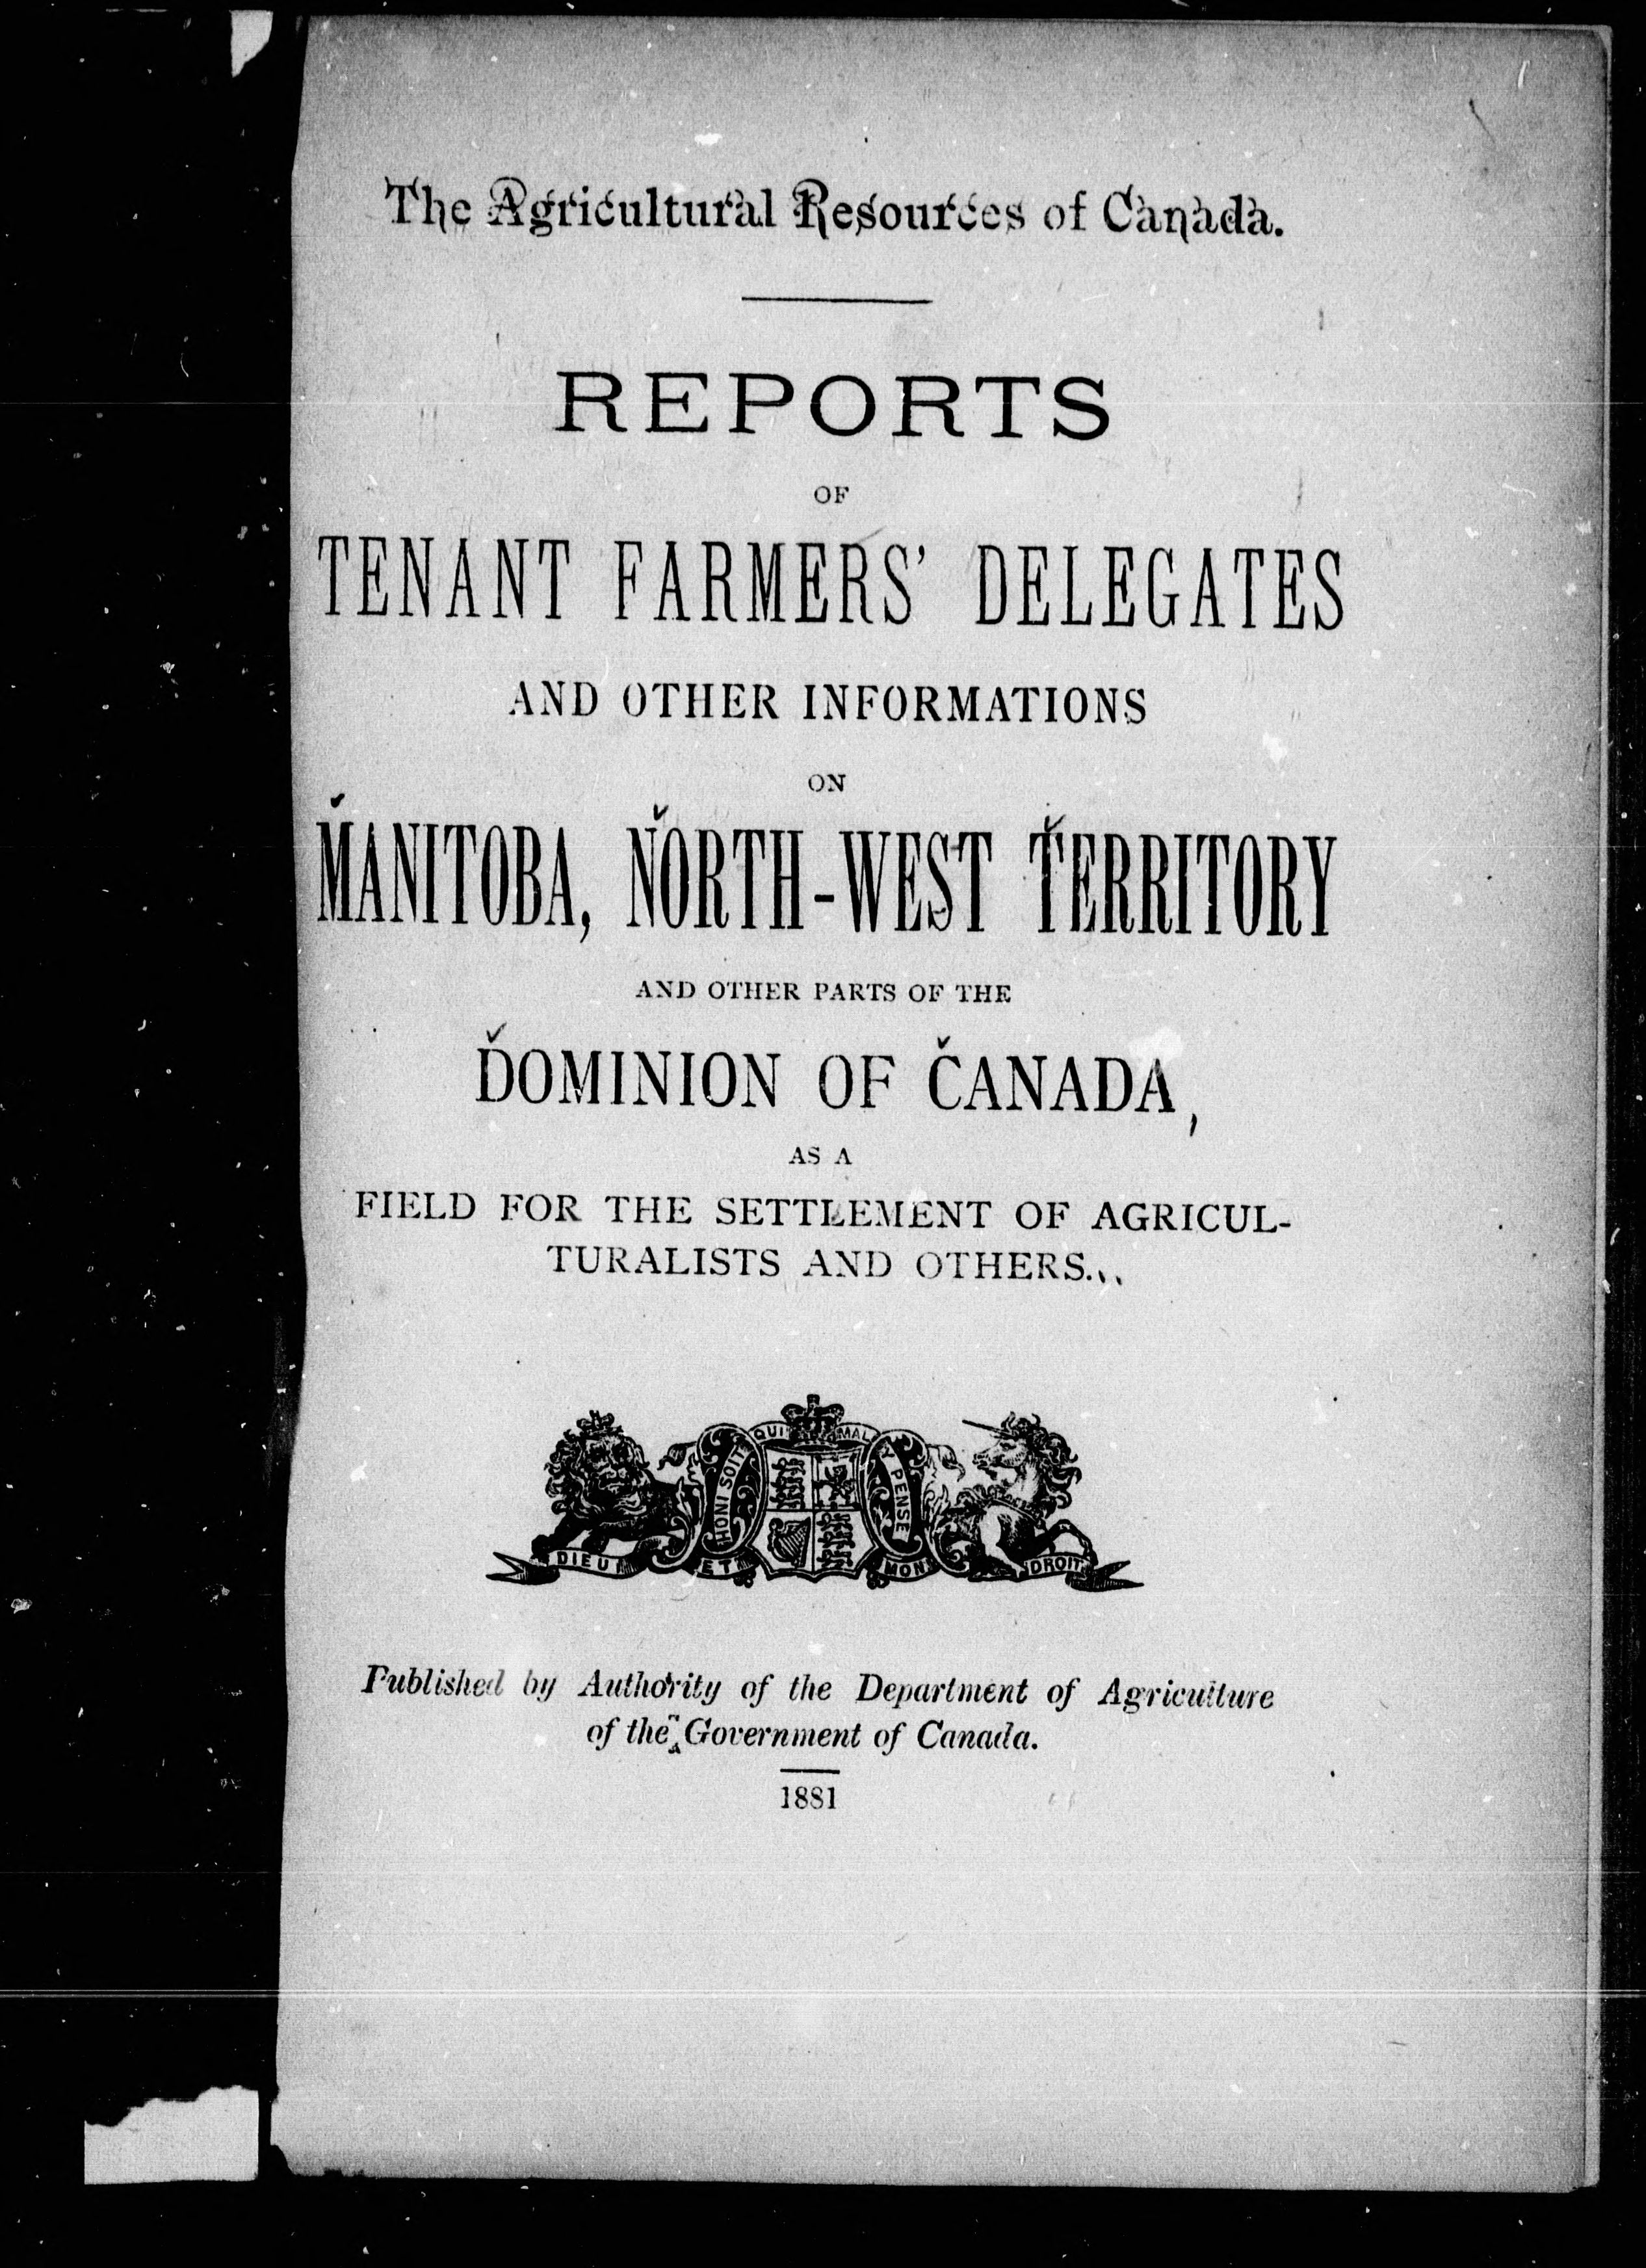 The Agricultural Resources of Canada.
REPORTS
OF
TENANT FARMERS' DELEGATES
AND OTHER INFORMATIONS
ON
MANITOBA, NORTH-WEST TERRITORY
AND OTHER PARTS OF THE
DOMINION OF CANADA,
AS A
FIELD FOR THE SETTLEMENT OF AGRICUL-
TURALISTS AND OTHERS...
HONI SOIT QUI MAL Y PENSE
DIEU ET MON DROIT
Published by Authority of the Department of Agriculture
of the Government of Canada.
1881